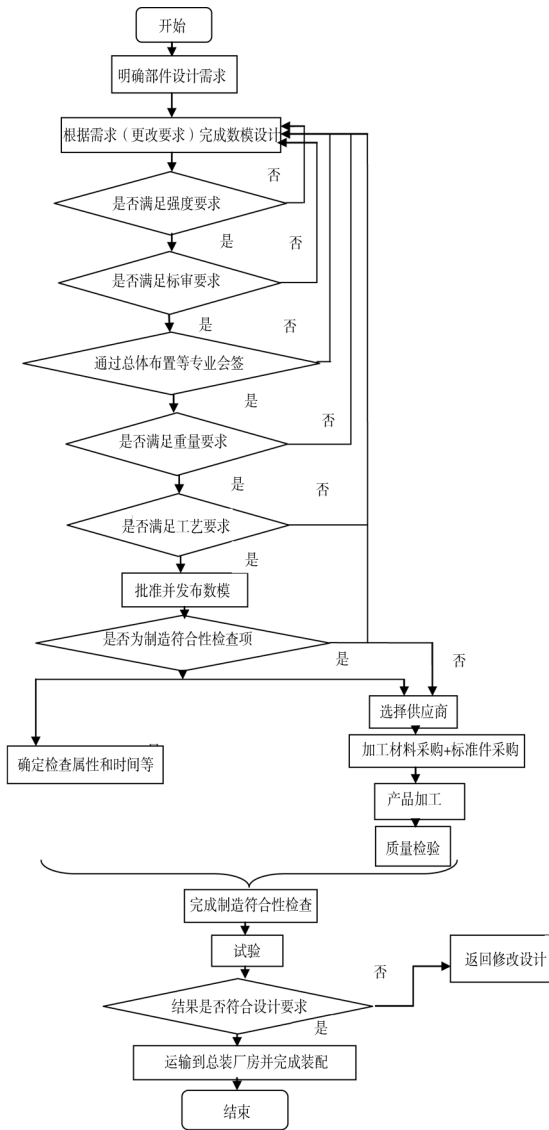 开始
明确部件设计需求
根据需求（更改要求）完成数模设计
否
是否满足强度要求
是
否
是否满足标审要求
是
否
通过总体布置等专业会签
是
否
是否满足重量要求
是
否
是否满足工艺要求
是
批准并发布数模
是否为制造符合性检查项
是
否
选择供应商
确定检查属性和时间等
加工材料采购+标准件采购
产品加工
质量检验
完成制造符合性检查
试验
否
返回修改设计
结果是否符合设计要求
是
运输到总装厂房并完成装配
结束